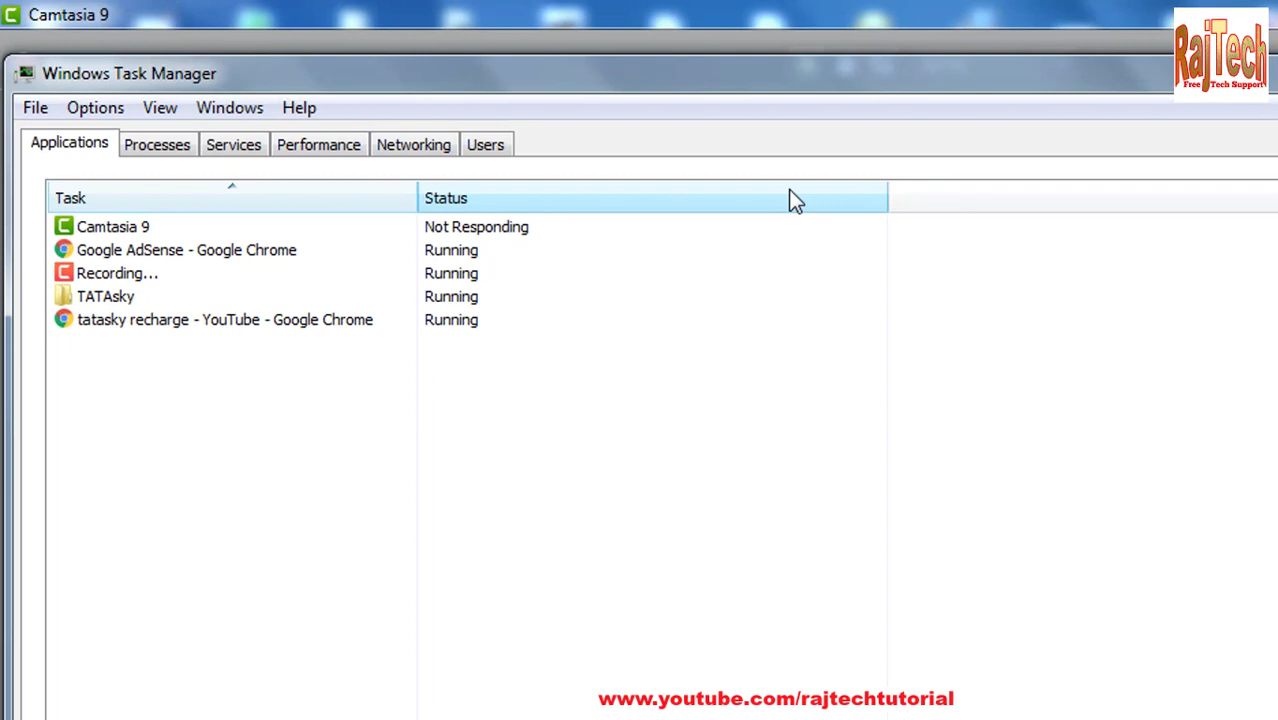 Camtasia 9
RajTech
Free Tech Support
Windows Task Manager
File Options View Windows Help
Applications Processes Services Performance Networking Users
Task Status
Camtasia 9 Not Responding
Google AdSense - Google Chrome Running
Recording... Running
TATAsky Running
tatasky recharge - YouTube - Google Chrome Running
www.youtube.com/rajtechtutorial